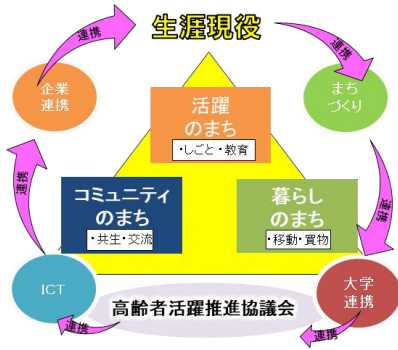 生涯現役
連携
連携
企業
連携
まち
づくり
活躍
のまち
・しごと・教育
連携
連携
コミュニティ
のまち
・共生・交流
暮らし
のまち
・移動・買物
ICT
大学
連携
高齢者活躍推進協議会
連携
連携